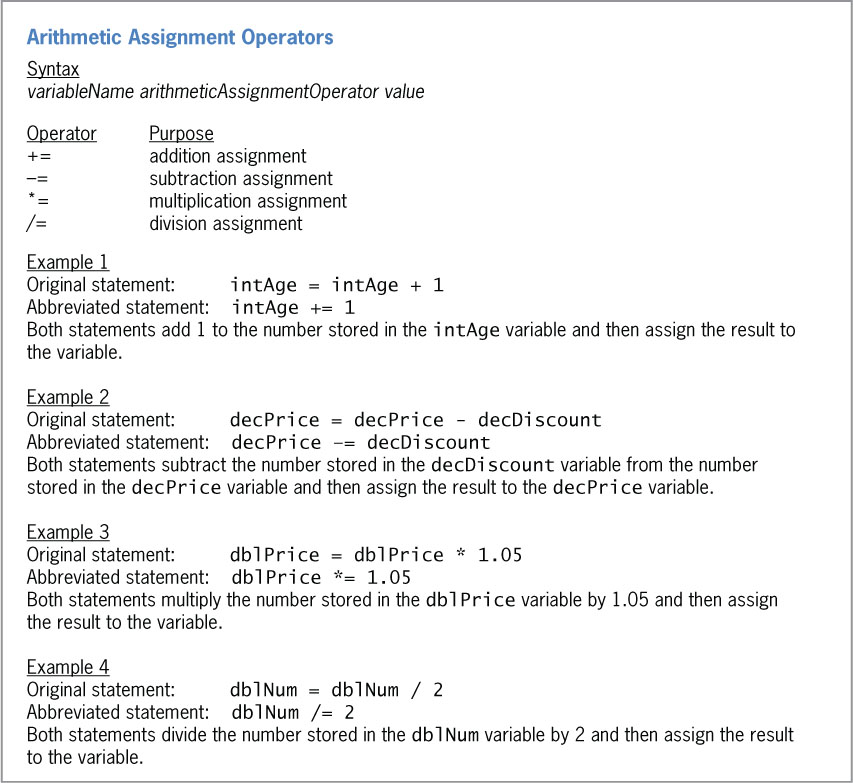 Arithmetic Assignment Operators
Syntax
variableName arithmeticAssignmentOperator value
Operator Purpose
+= addition assignment
–= subtraction assignment
*= multiplication assignment
/= division assignment
Example 1
Original statement: intAge = intAge + 1
Abbreviated statement: intAge += 1
Both statements add 1 to the number stored in the intAge variable and then assign the result to
the variable.
Example 2
Original statement: decPrice = decPrice – decDiscount
Abbreviated statement: decPrice –= decDiscount
Both statements subtract the number stored in the decDiscount variable from the number
stored in the decPrice variable and then assign the result to the decPrice variable.
Example 3
Original statement: dblPrice = dblPrice * 1.05
Abbreviated statement: dblPrice *= 1.05
Both statements multiply the number stored in the dblPrice variable by 1.05 and then assign
the result to the variable.
Example 4
Original statement: dblNum = dblNum / 2
Abbreviated statement: dblNum /= 2
Both statements divide the number stored in the dblNum variable by 2 and then assign the result
to the variable.